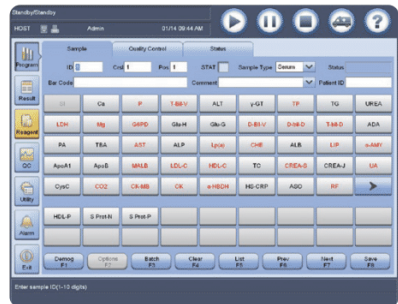 Standby/Standby
HOST Admin 01/14 09:44 AM
Sample Quality Control Status
ID Cnd 1 Pos 1 STAT Sample Type Serum Status
Bar Code Comment Patient ID
Program
Result
Reagent
QC
Utility
Alarm
Exit
Ca P T-Bil-V ALT γ-GT TP TG UREA
LDH Mg G6PD Glu-H Glu-G D-Bil-V D-bil-D T-bil-D ADA
PA TBA AST ALP Lp(a) CHE ALB LIP α-AMY
ApoA1 ApoB MALB LDL-C HDL-C TC CREA-S CREA-J UA
CysC CO2 CK-MB CK α-HBDH HS-CRP ASO RF
HDL-P S Prot-N S Prot-P
Demog Options Batch Clear List Prev Next Save
F1 F2 F3 F4 F5 F6 F7 F8
Enter sample ID(1-10 digits)